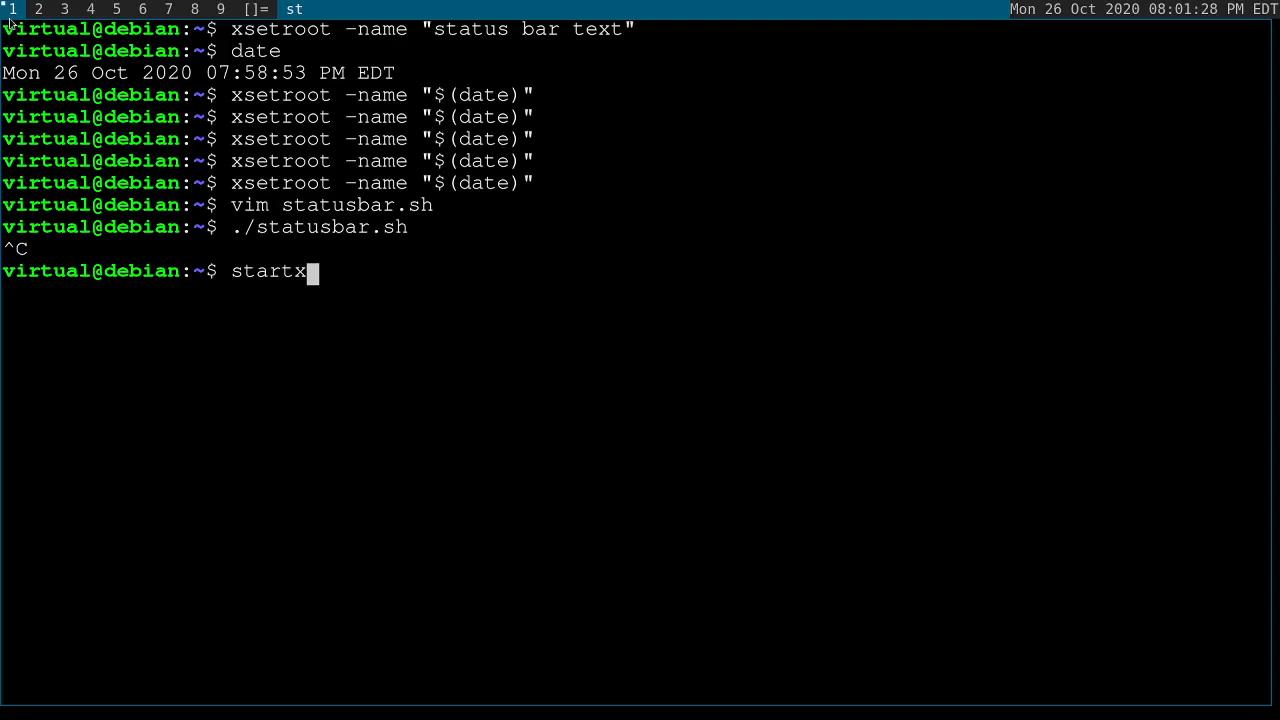 1 2 3 4 5 6 7 8 9 []= st Mon 26 Oct 2020 08:01:28 PM EDT
virtual@debian:~$ xsetroot -name "status bar text"
virtual@debian:~$ date
Mon 26 Oct 2020 07:58:53 PM EDT
virtual@debian:~$ xsetroot -name "$(date)"
virtual@debian:~$ xsetroot -name "$(date)"
virtual@debian:~$ xsetroot -name "$(date)"
virtual@debian:~$ xsetroot -name "$(date)"
virtual@debian:~$ xsetroot -name "$(date)"
virtual@debian:~$ vim statusbar.sh
virtual@debian:~$ ./statusbar.sh
^C
virtual@debian:~$ startx